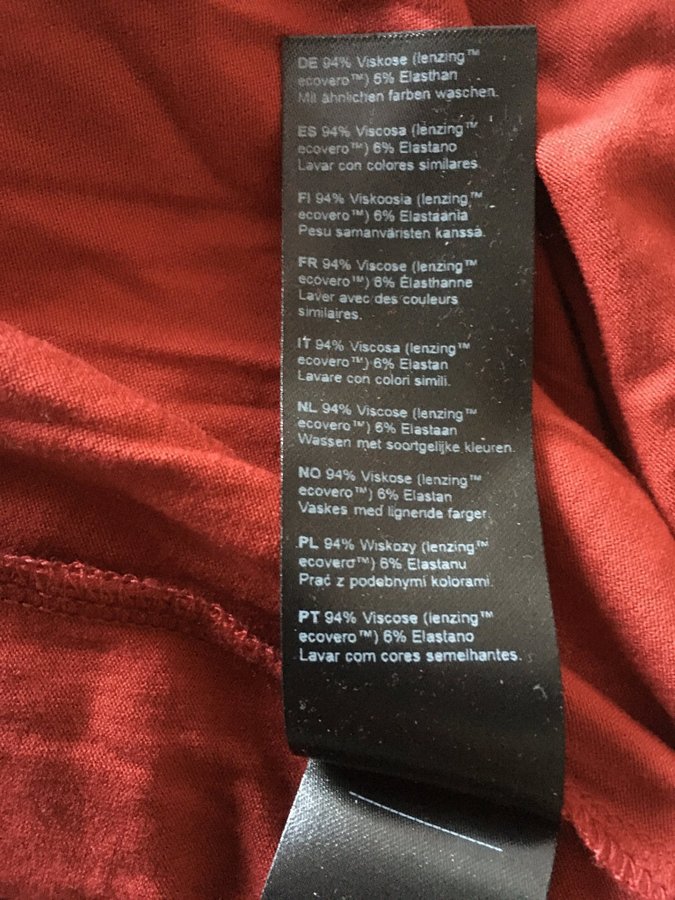 DE 94% Viskose (lenzing™
ecovero™) 6% Elasthan
Mit ähnlichen farben waschen.
ES 94% Viscosa (lenzing™
ecovero™) 6% Elastano
Lavar con colores similares.
FI 94% Viskoosia (lenzing™
ecovero™) 6% Elastaania
Pesu samanväristen kanssa.
FR 94% Viscose (lenzing™
ecovero™) 6% Élasthanne
Laver avec des couleurs
similaires.
IT 94% Viscosa (lenzing™
ecovero™) 6% Elastan
Lavare con colori simili.
NL 94% Viscose (lenzing™
ecovero™) 6% Elastaan
Wassen met soortgelijke kleuren.
NO 94% Viskose (lenzing™
ecovero™) 6% Elastan
Vaskes med lignende farger.
PL 94% Wiskozy (lenzing™
ecovero™) 6% Elastanu
Prać z podobnymi kolorami.
PT 94% Viscose (lenzing™
ecovero™) 6% Elastano
Lavar com cores semelhantes.